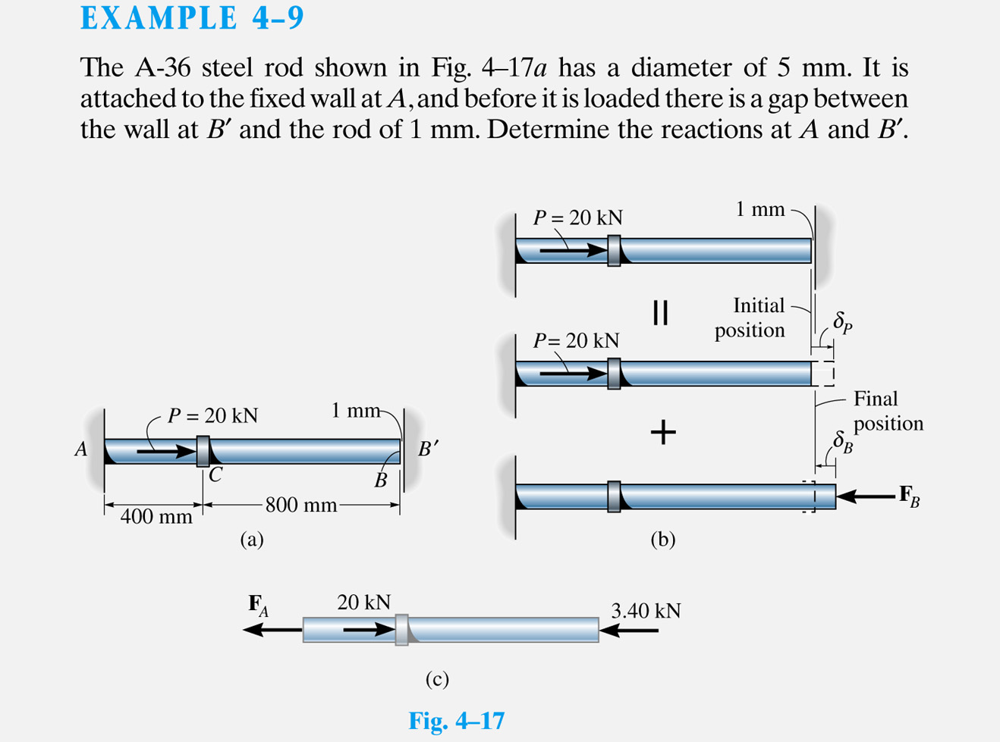 EXAMPLE 4–9
The A-36 steel rod shown in Fig. 4–17a has a diameter of 5 mm. It is
attached to the fixed wall at A, and before it is loaded there is a gap between
the wall at B′ and the rod of 1 mm. Determine the reactions at A and B′.
P = 20 kN
1 mm
Initial
position
δP
P= 20 kN
Final
position
δB
FB
(b)
P = 20 kN
1 mm
A
B′
C
B
400 mm
800 mm
(a)
FA
20 kN
3.40 kN
(c)
Fig. 4–17